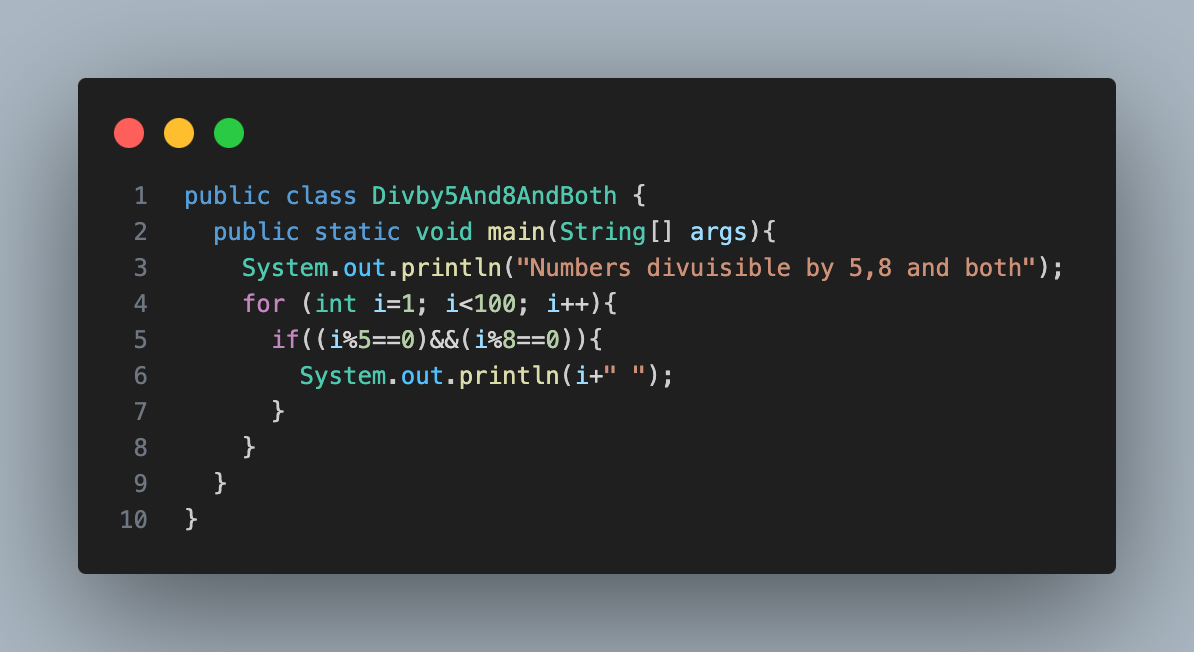 1 public class Divby5And8AndBoth {
2   public static void main(String[] args){
3     System.out.println("Numbers divuisible by 5,8 and both");
4     for (int i=1; i<100; i++){
5       if((i%5==0)&&(i%8==0)){
6         System.out.println(i+" ");
7       }
8     }
9   }
10 }